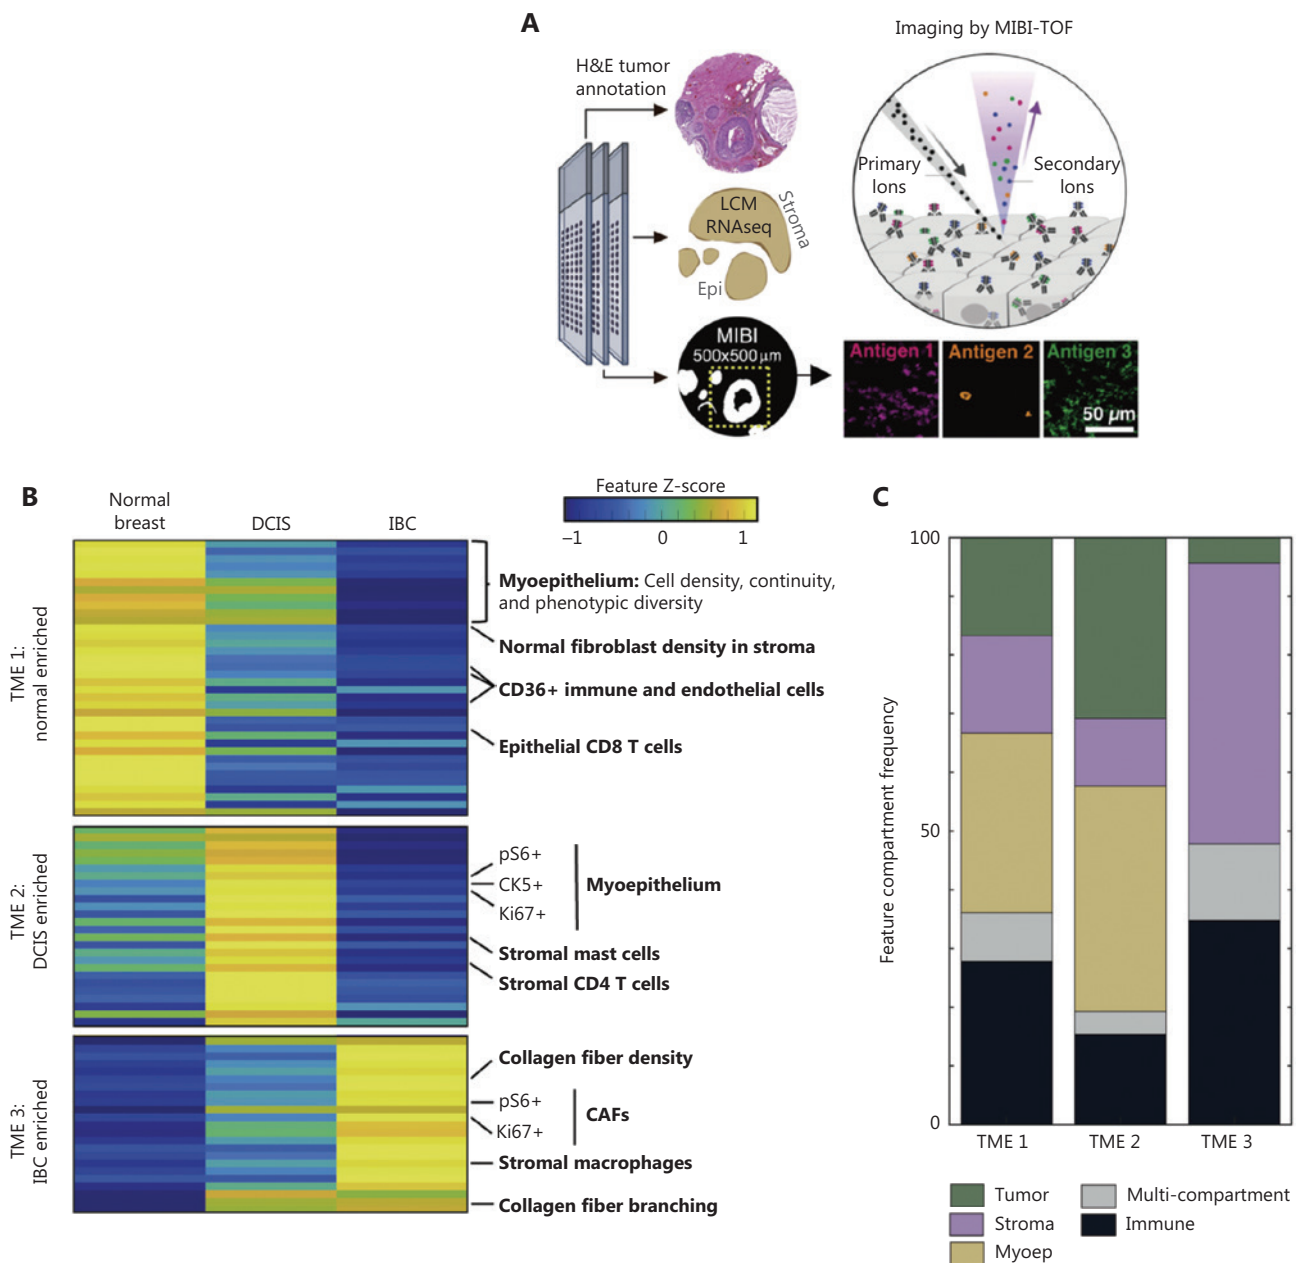 A
Imaging by MIBI-TOF
H&E tumor
annotation
Primary
Ions
Secondary
Ions
LCM
RNAseq
Stroma
Epi
MIBI
500x500 μm
Antigen 1
Antigen 2
Antigen 3
50 μm
B
Normal
breast
DCIS
IBC
Feature Z-score
–1
0
1
TME 1:
normal enriched
Myoepithelium: Cell density, continuity,
and phenotypic diversity
Normal fibroblast density in stroma
CD36+ immune and endothelial cells
Epithelial CD8 T cells
TME 2:
DCIS enriched
pS6+
CK5+
Ki67+
Myoepithelium
Stromal mast cells
Stromal CD4 T cells
TME 3:
IBC enriched
Collagen fiber density
pS6+
Ki67+
CAFs
Stromal macrophages
Collagen fiber branching
C
Feature compartment frequency
100
50
0
TME 1
TME 2
TME 3
Tumor
Stroma
Myoep
Multi-compartment
Immune